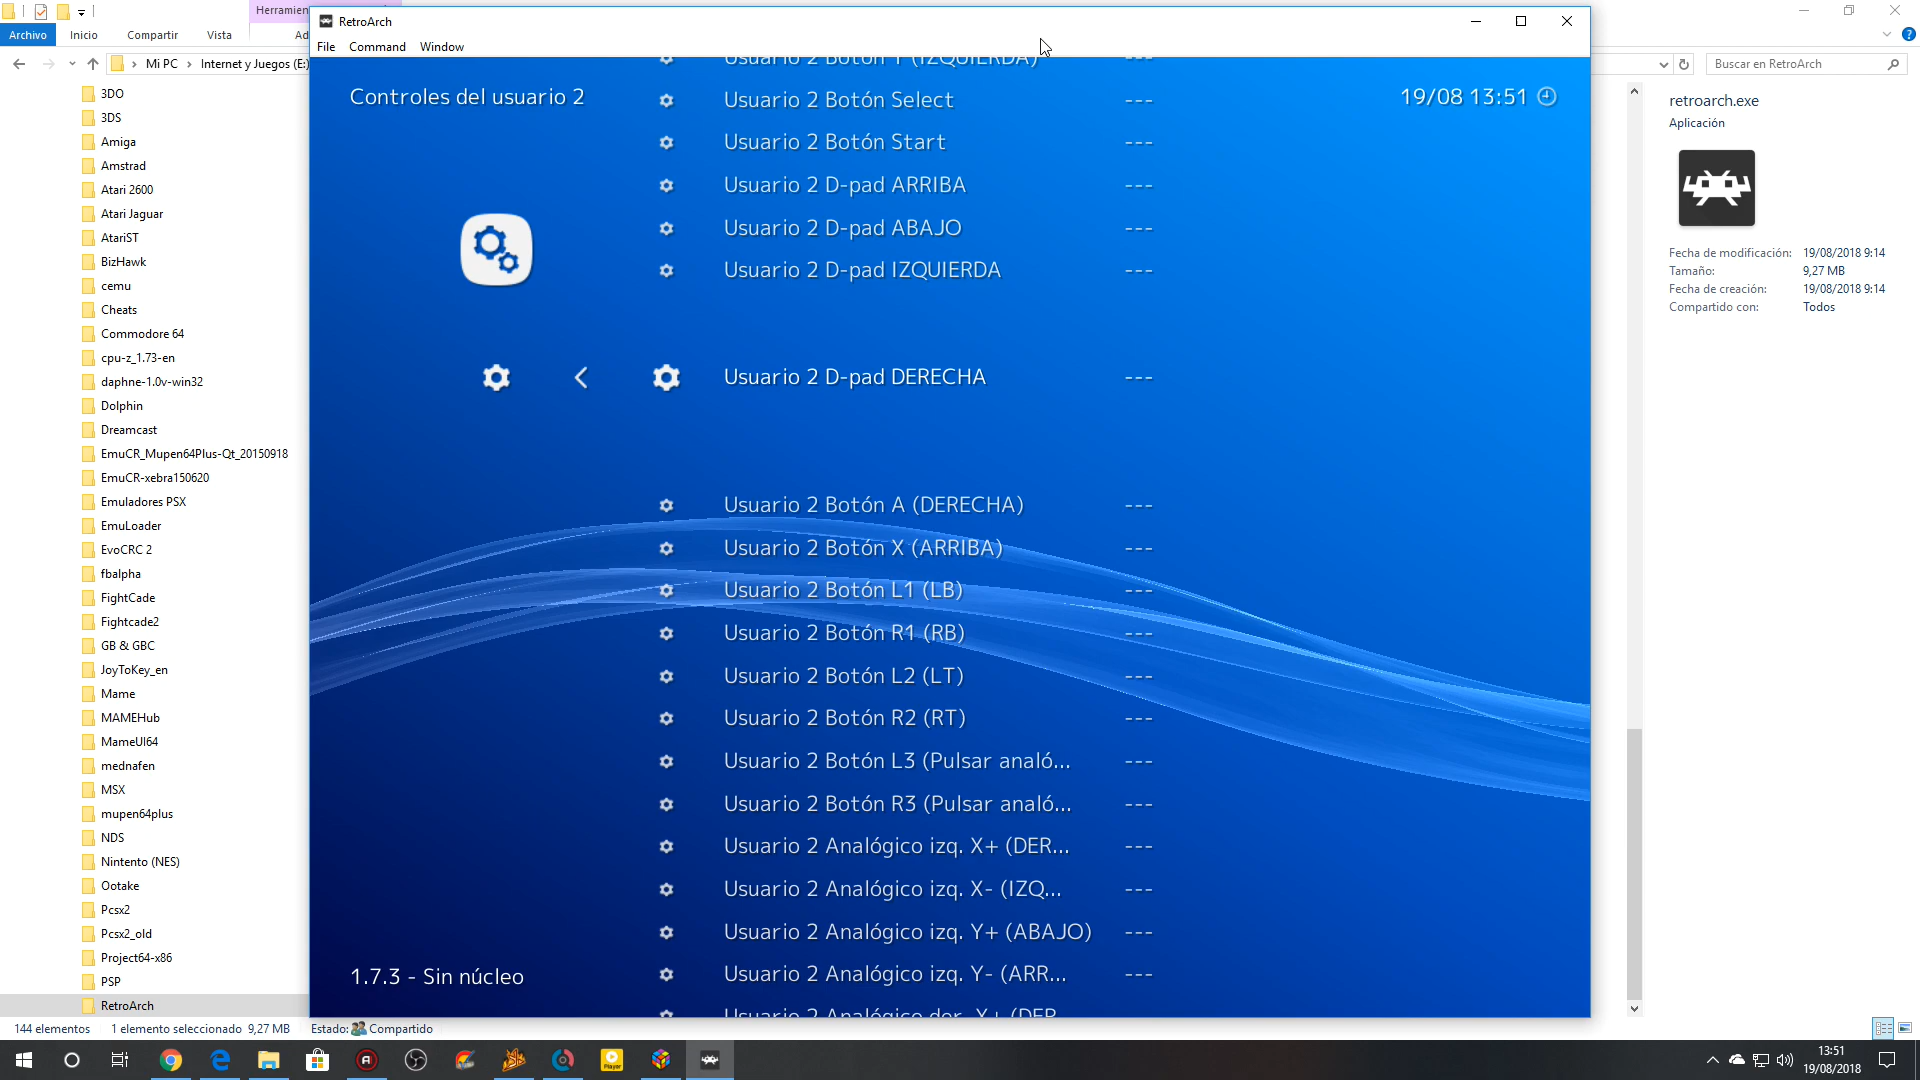 Herramien
Archivo
Inicio
Compartir
Vista
Ad
Mi PC
Internet y Juegos (E:)
Buscar en RetroArch
3DO
3DS
Amiga
Amstrad
Atari 2600
Atari Jaguar
AtariST
BizHawk
cemu
Cheats
Commodore 64
cpu-z_1.73-en
daphne-1.0v-win32
Dolphin
Dreamcast
EmuCR_Mupen64Plus-Qt_20150918
EmuCR-xebra150620
Emuladores PSX
EmuLoader
EvoCRC 2
fbalpha
FightCade
Fightcade2
GB & GBC
JoyToKey_en
Mame
MAMEHub
MameUI64
mednafen
MSX
mupen64plus
NDS
Nintento (NES)
Ootake
Pcsx2
Pcsx2_old
Project64-x86
PSP
RetroArch
144 elementos
1 elemento seleccionado 9,27 MB
Estado: Compartido
RetroArch
File Command Window
Controles del usuario 2
19/08 13:51
Usuario 2 Botón Y (IZQUIERDA) ---
Usuario 2 Botón Select ---
Usuario 2 Botón Start ---
Usuario 2 D-pad ARRIBA ---
Usuario 2 D-pad ABAJO ---
Usuario 2 D-pad IZQUIERDA ---
Usuario 2 D-pad DERECHA ---
Usuario 2 Botón A (DERECHA) ---
Usuario 2 Botón X (ARRIBA) ---
Usuario 2 Botón L1 (LB) ---
Usuario 2 Botón R1 (RB) ---
Usuario 2 Botón L2 (LT) ---
Usuario 2 Botón R2 (RT) ---
Usuario 2 Botón L3 (Pulsar analó... ---
Usuario 2 Botón R3 (Pulsar analó... ---
Usuario 2 Analógico izq. X+ (DER... ---
Usuario 2 Analógico izq. X- (IZQ... ---
Usuario 2 Analógico izq. Y+ (ABAJO) ---
Usuario 2 Analógico izq. Y- (ARR... ---
Usuario 2 Analógico der. X+ (DER...
1.7.3 - Sin núcleo
retroarch.exe
Aplicación
Fecha de modificación: 19/08/2018 9:14
Tamaño: 9,27 MB
Fecha de creación: 19/08/2018 9:14
Compartido con: Todos
Player
13:51
19/08/2018